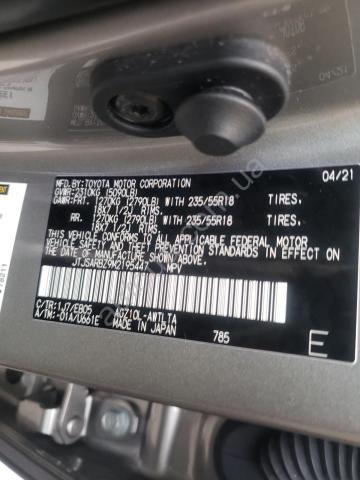 MFD.BY:TOYOTA MOTOR CORPORATION 04/21
GVWR:2310KG (5090LB)
GAWR:FRT. 1270KG (2790LB) WITH 235/55R18 TIRES.
18X7 1/2J RIMS.
RR. 1270KG (2790LB) WITH 235/55R18 TIRES.
18X7 1/2J RIMS.
THIS VEHICLE CONFORMS TO ALL APPLICABLE FEDERAL MOTOR
VEHICLE SAFETY, BUMPER, AND THEFT PREVENTION STANDARDS
IN EFFECT ON THE DATE OF MANUFACTURE SHOWN ABOVE.
MPV
C/TR:1J7/EB05 AGZ10L-AWTLTA
A/TM:-01A/U661E 785
E